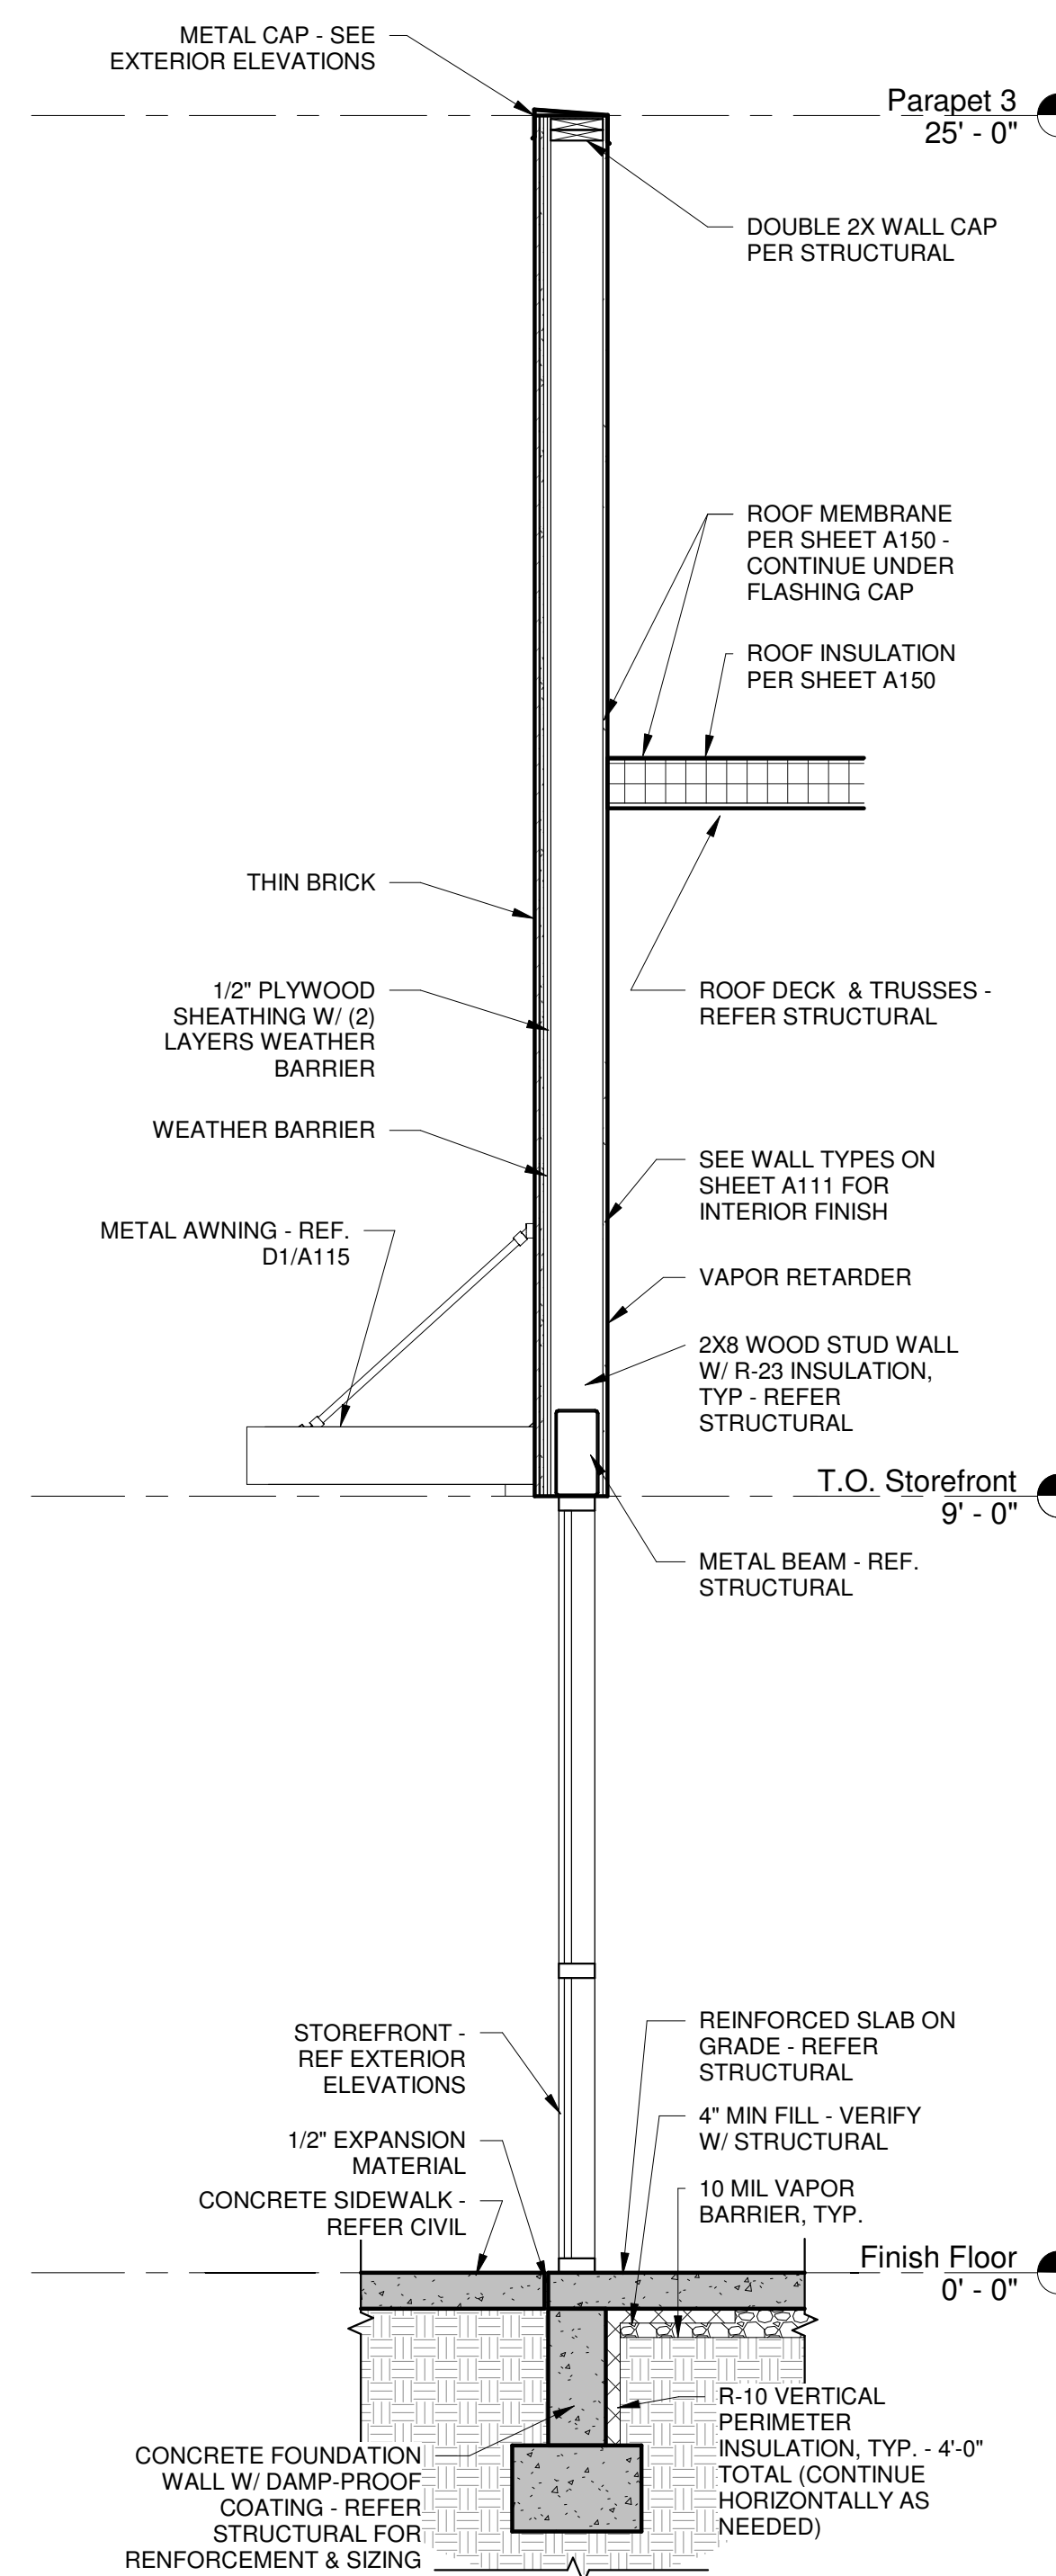 METAL CAP - SEE
EXTERIOR ELEVATIONS
Parapet 3
25' - 0"
DOUBLE 2X WALL CAP
PER STRUCTURAL
ROOF MEMBRANE
PER SHEET A150 -
CONTINUE UNDER
FLASHING CAP
ROOF INSULATION
PER SHEET A150
THIN BRICK
1/2" PLYWOOD
SHEATHING W/ (2)
LAYERS WEATHER
BARRIER
ROOF DECK & TRUSSES -
REFER STRUCTURAL
WEATHER BARRIER
SEE WALL TYPES ON
SHEET A111 FOR
INTERIOR FINISH
METAL AWNING - REF.
D1/A115
VAPOR RETARDER
2X8 WOOD STUD WALL
W/ R-23 INSULATION,
TYP - REFER
STRUCTURAL
T.O. Storefront
9' - 0"
METAL BEAM - REF.
STRUCTURAL
STOREFRONT -
REF EXTERIOR
ELEVATIONS
REINFORCED SLAB ON
GRADE - REFER
STRUCTURAL
1/2" EXPANSION
MATERIAL
4" MIN FILL - VERIFY
W/ STRUCTURAL
CONCRETE SIDEWALK -
REFER CIVIL
10 MIL VAPOR
BARRIER, TYP.
Finish Floor
0' - 0"
R-10 VERTICAL
PERIMETER
INSULATION, TYP. - 4'-0"
TOTAL (CONTINUE
HORIZONTALLY AS
NEEDED)
CONCRETE FOUNDATION
WALL W/ DAMP-PROOF
COATING - REFER
STRUCTURAL FOR
RENFORCEMENT & SIZING